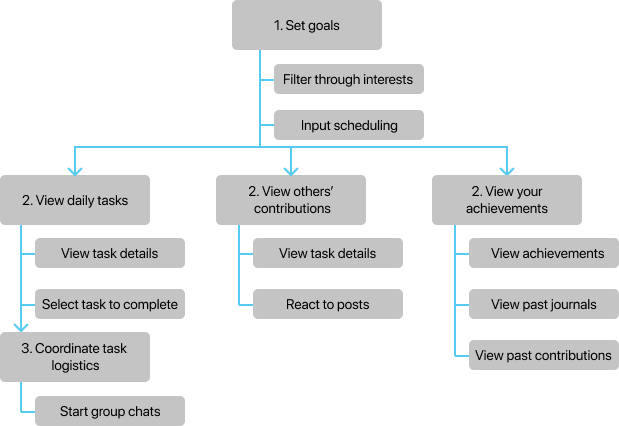 1. Set goals
Filter through interests
Input scheduling
2. View daily tasks
View task details
Select task to complete
3. Coordinate task
logistics
Start group chats
2. View others’
contributions
View task details
React to posts
2. View your
achievements
View achievements
View past journals
View past contributions